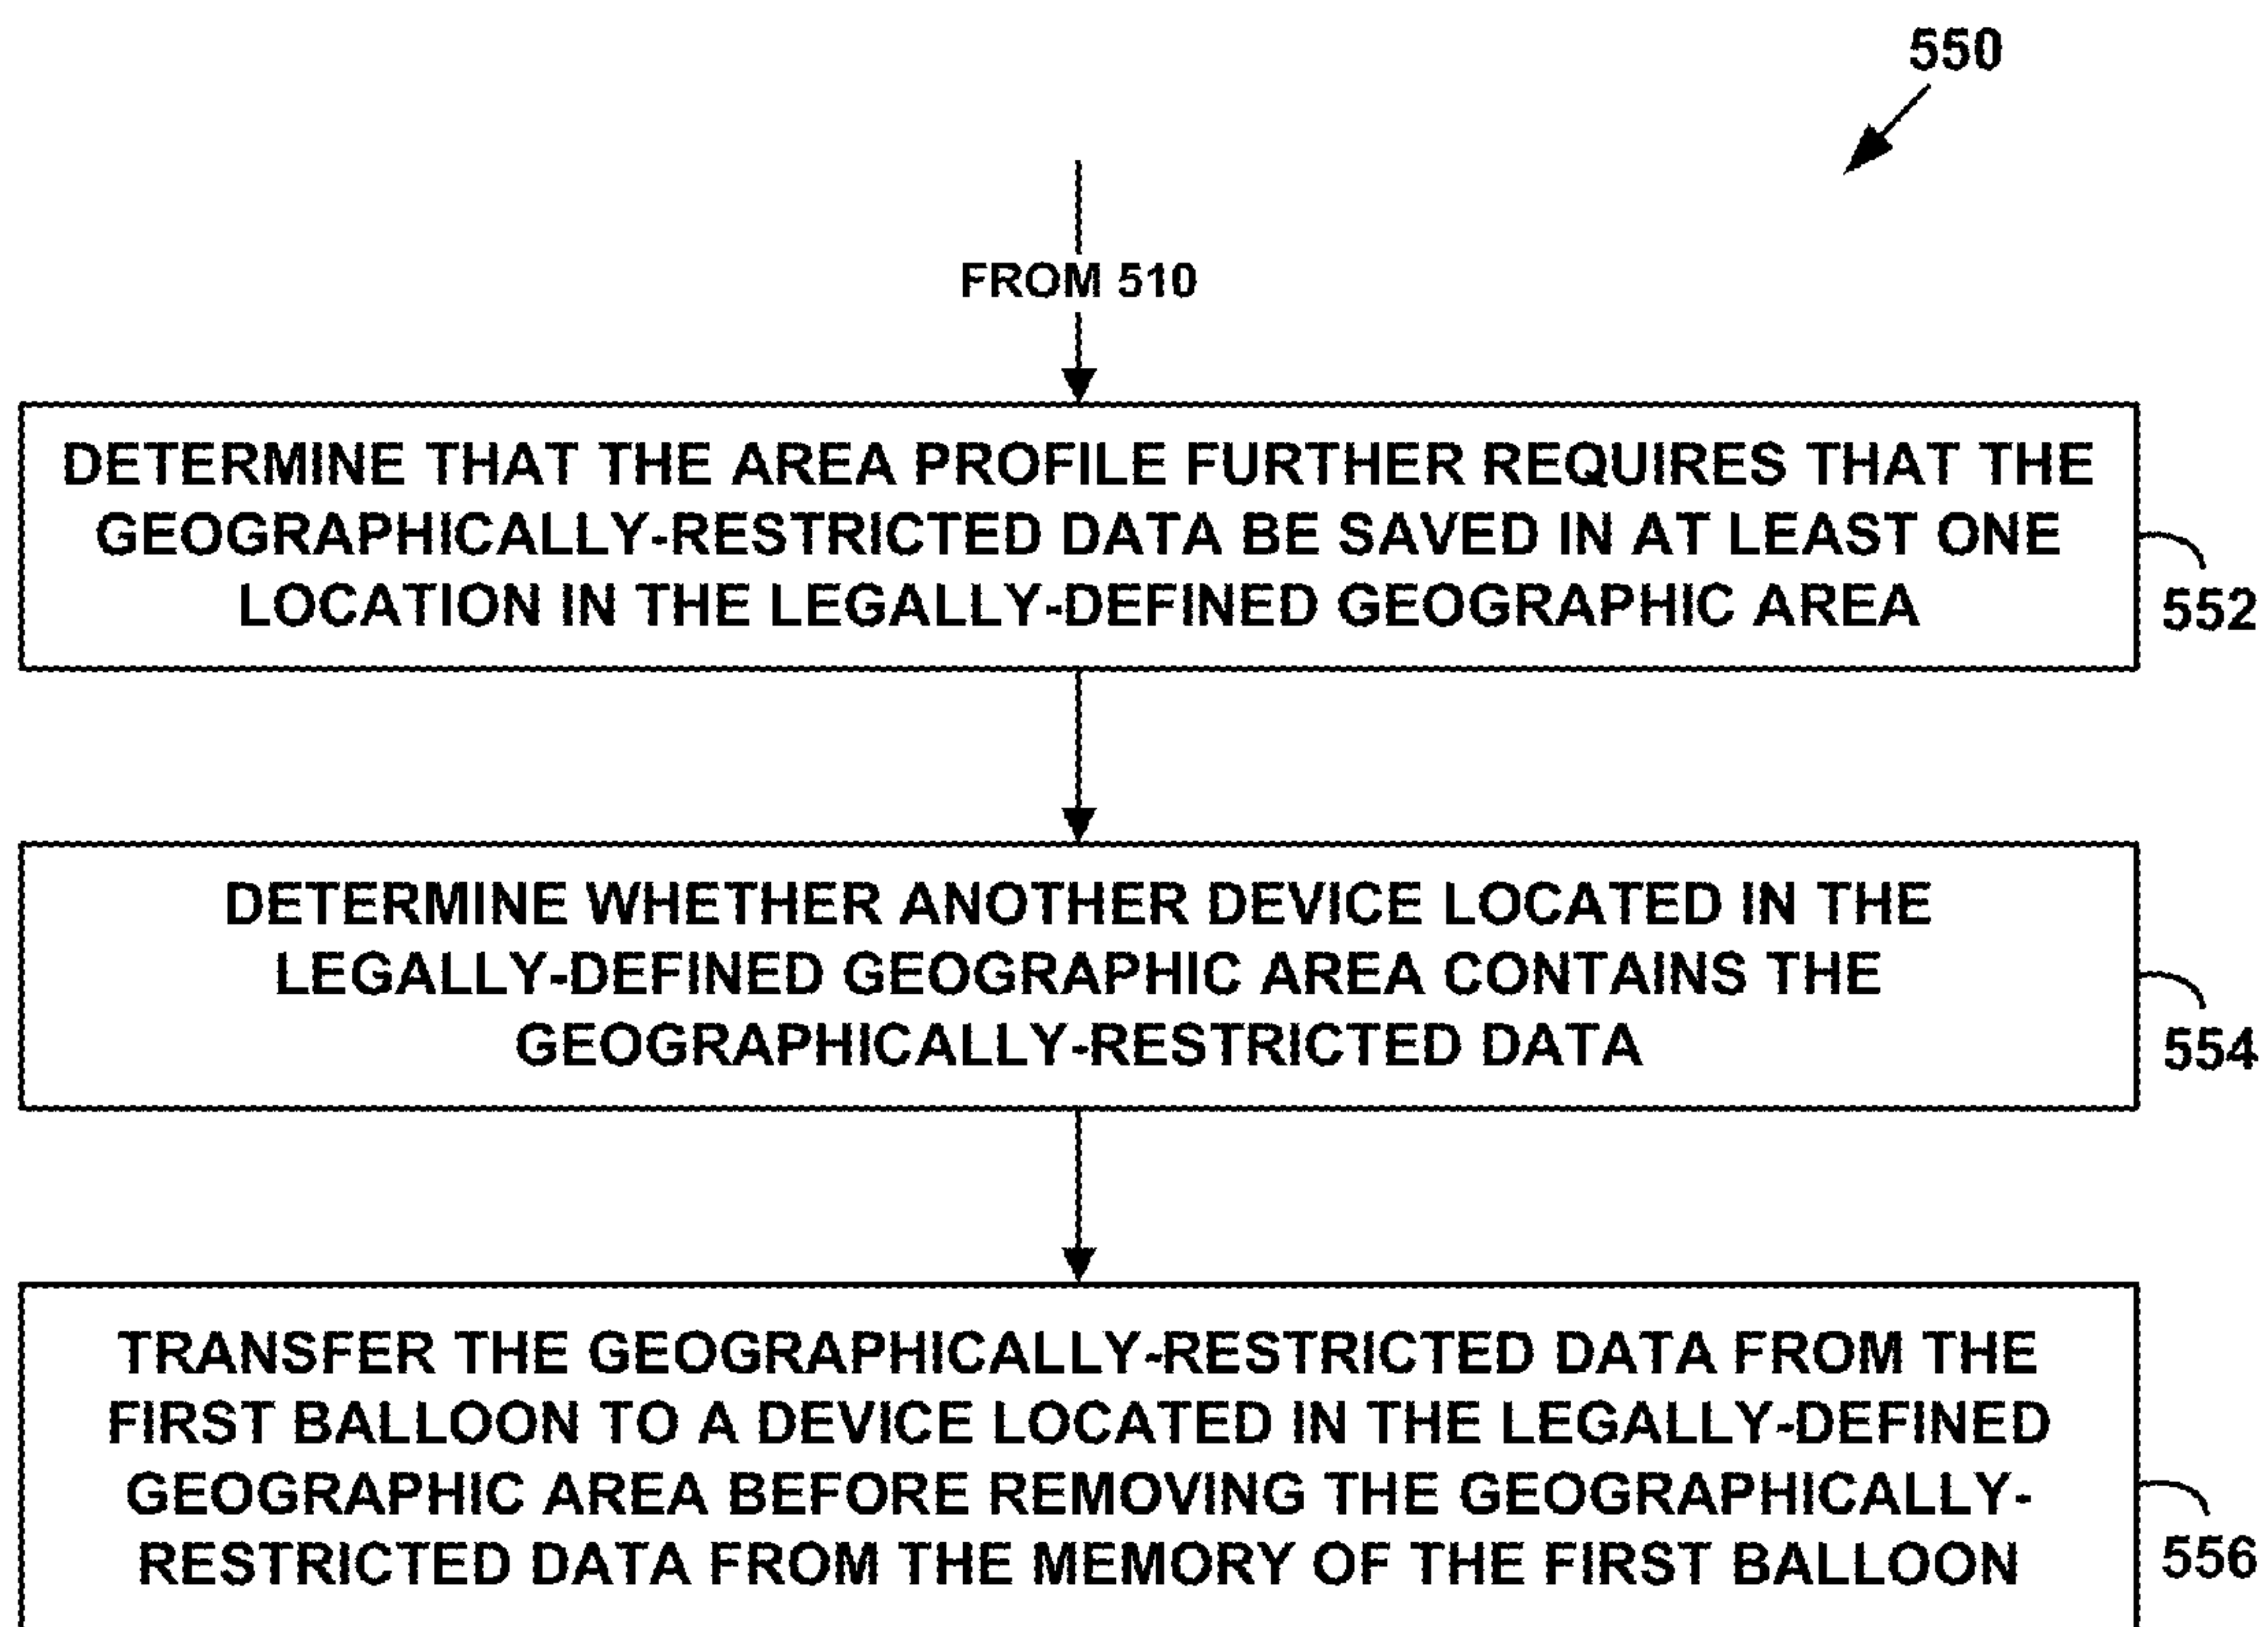 550
FROM 510
DETERMINE THAT THE AREA PROFILE FURTHER REQUIRES THAT THE
GEOGRAPHICALLY-RESTRICTED DATA BE SAVED IN AT LEAST ONE
LOCATION IN THE LEGALLY-DEFINED GEOGRAPHIC AREA
552
DETERMINE WHETHER ANOTHER DEVICE LOCATED IN THE
LEGALLY-DEFINED GEOGRAPHIC AREA CONTAINS THE
GEOGRAPHICALLY-RESTRICTED DATA
554
TRANSFER THE GEOGRAPHICALLY-RESTRICTED DATA FROM THE
FIRST BALLOON TO A DEVICE LOCATED IN THE LEGALLY-DEFINED
GEOGRAPHIC AREA BEFORE REMOVING THE GEOGRAPHICALLY-
RESTRICTED DATA FROM THE MEMORY OF THE FIRST BALLOON
556